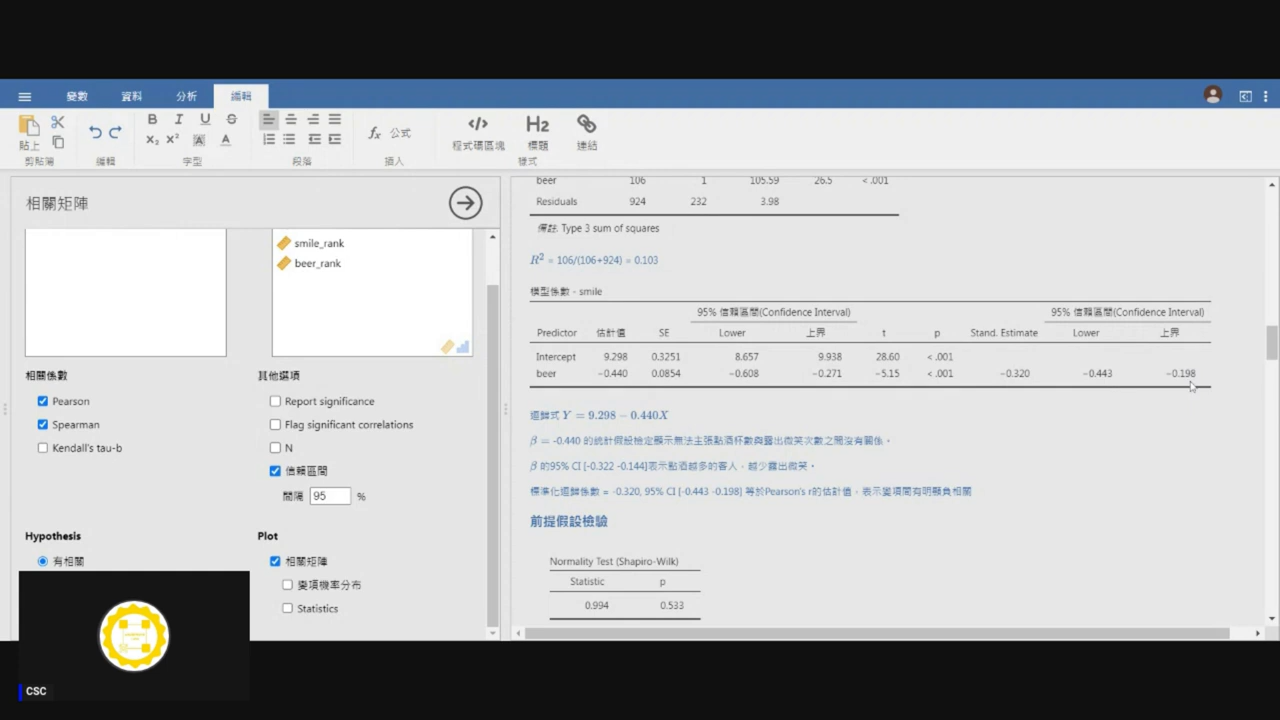 變數 資料 分析 編輯
貼上
B I U S
X₂ X² A A
fx 公式
</> H2
程式碼區塊 標題 連結
剪貼簿 編輯 字型 段落 插入 樣式
相關矩陣
smile_rank
beer_rank
相關係數
Pearson
Spearman
Kendall's tau-b
其他選項
Report significance
Flag significant correlations
N
信賴區間
間隔 95 %
Hypothesis
有相關
Plot
相關矩陣
變項機率分布
Statistics
CSC
beer 106 1 105.59 26.5 < .001
Residuals 924 232 3.98
備註. Type 3 sum of squares
R² = 106/(106+924) = 0.103
模型係數 - smile
95% 信賴區間(Confidence Interval) 95% 信賴區間(Confidence Interval)
Predictor 估計值 SE Lower 上界 t p Stand. Estimate Lower 上界
Intercept 9.298 0.3251 8.657 9.938 28.60 < .001
beer −0.440 0.0854 −0.608 −0.271 −5.15 < .001 −0.320 −0.443 −0.198
迴歸式 Y = 9.298 − 0.440X
β = -0.440 的統計假設檢定顯示無法主張點酒杯數與露出微笑次數之間沒有關係。
β 的95% CI [-0.322 -0.144]表示點酒越多的客人，越少露出微笑。
標準化迴歸係數 = -0.320, 95% CI [-0.443 -0.198] 等於Pearson's r的估計值，表示變項間有明顯負相關
前提假設檢驗
Normality Test (Shapiro-Wilk)
Statistic p
0.994 0.533